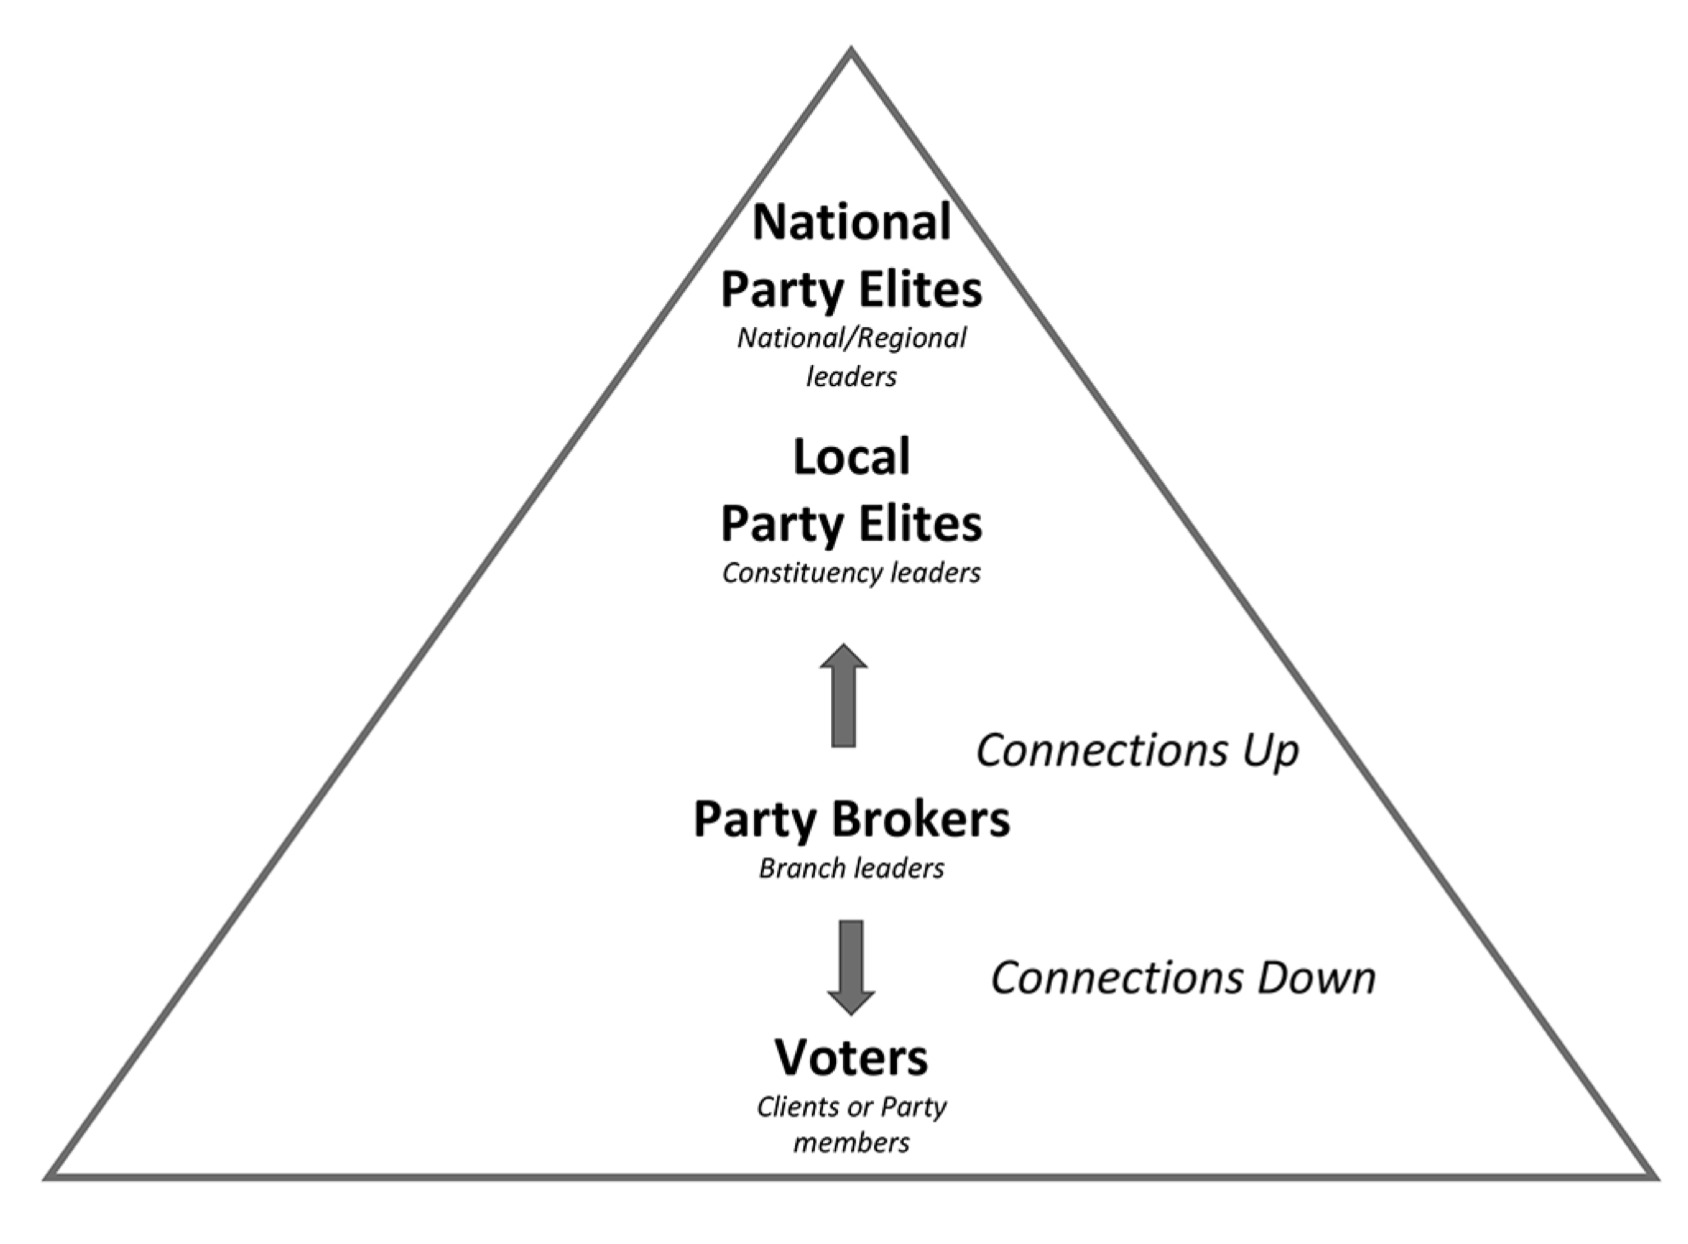 National
Party Elites
National/Regional
leaders
Local
Party Elites
Constituency leaders
Connections Up
Party Brokers
Branch leaders
Connections Down
Voters
Clients or Party
members